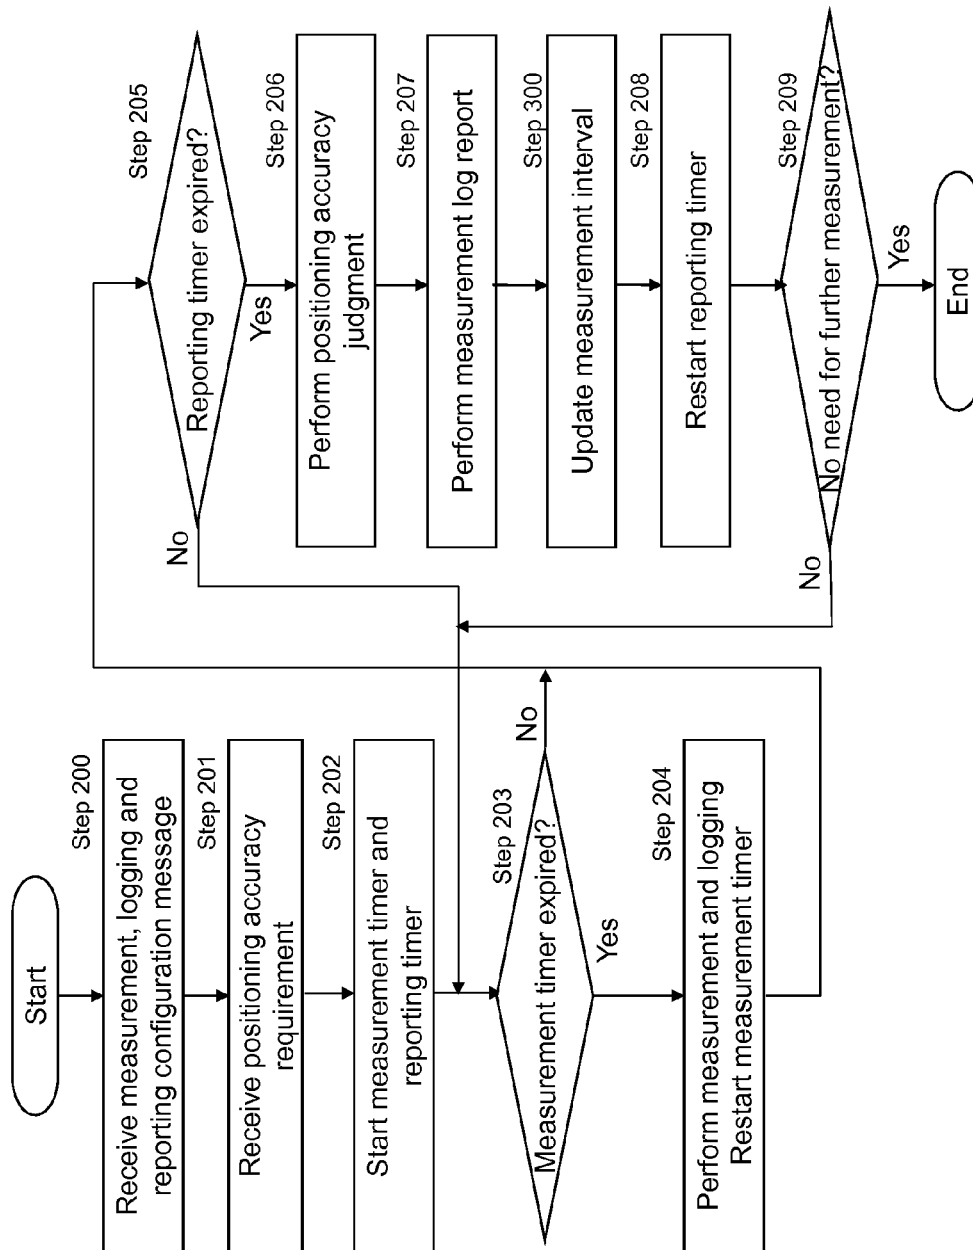 Start
Step 200
Receive measurement, logging and
reporting configuration message
Step 201
Receive positioning accuracy
requirement
Step 202
Start measurement timer and
reporting timer
Step 203
Measurement timer expired?
No
Yes
Step 204
Perform measurement and logging
Restart measurement timer
Step 205
Reporting timer expired?
No
Yes
Step 206
Perform positioning accuracy
judgment
Step 207
Perform measurement log report
Step 300
Update measurement interval
Step 208
Restart reporting timer
Step 209
No need for further measurement?
No
Yes
End